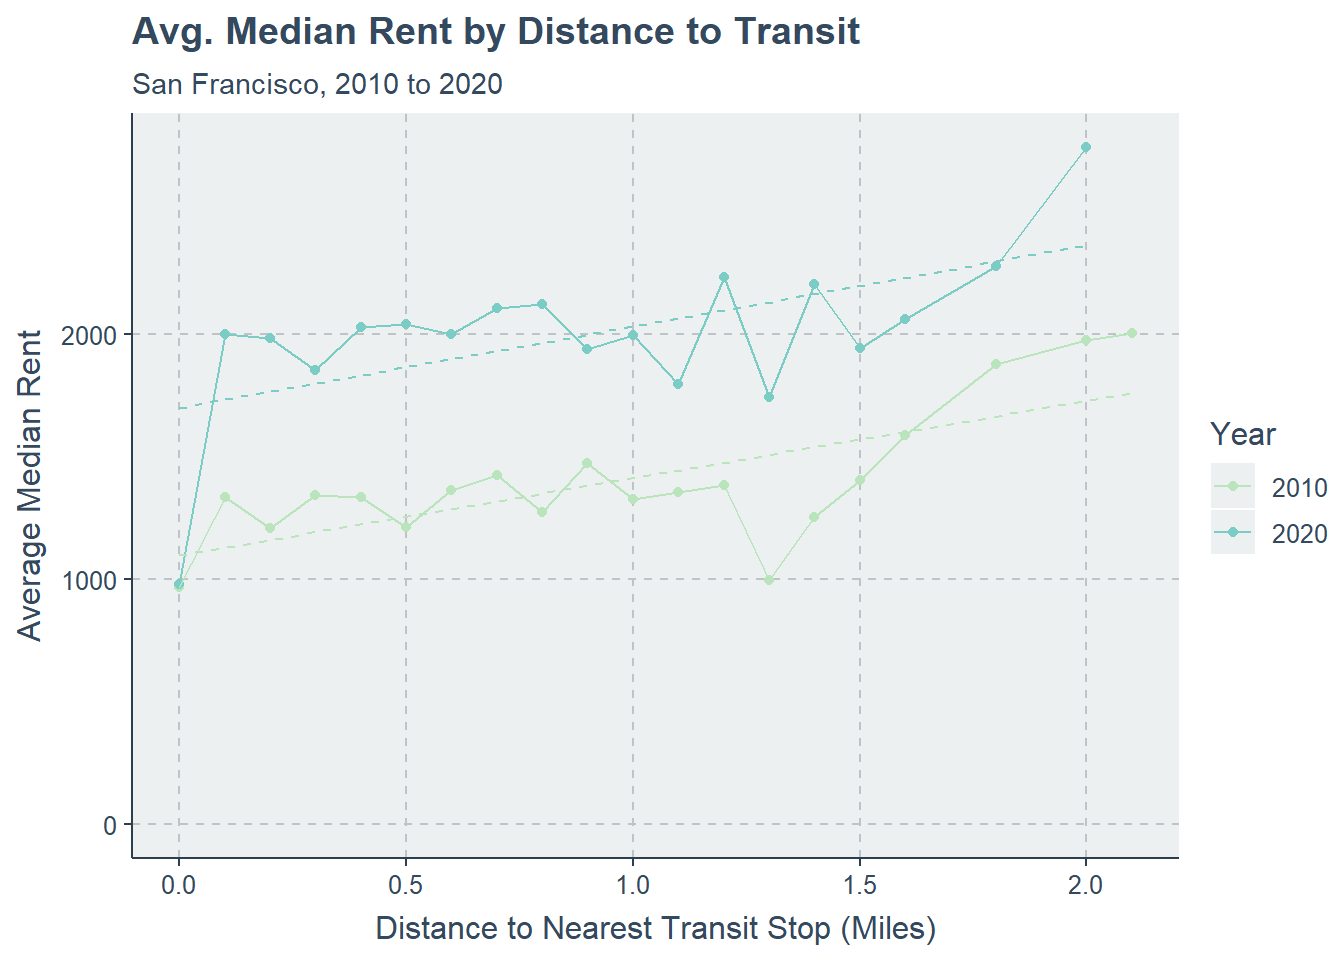 Avg. Median Rent by Distance to Transit
San Francisco, 2010 to 2020
Average Median Rent
2000
1000
0
0.0 0.5 1.0 1.5 2.0
Distance to Nearest Transit Stop (Miles)
Year
2010
2020